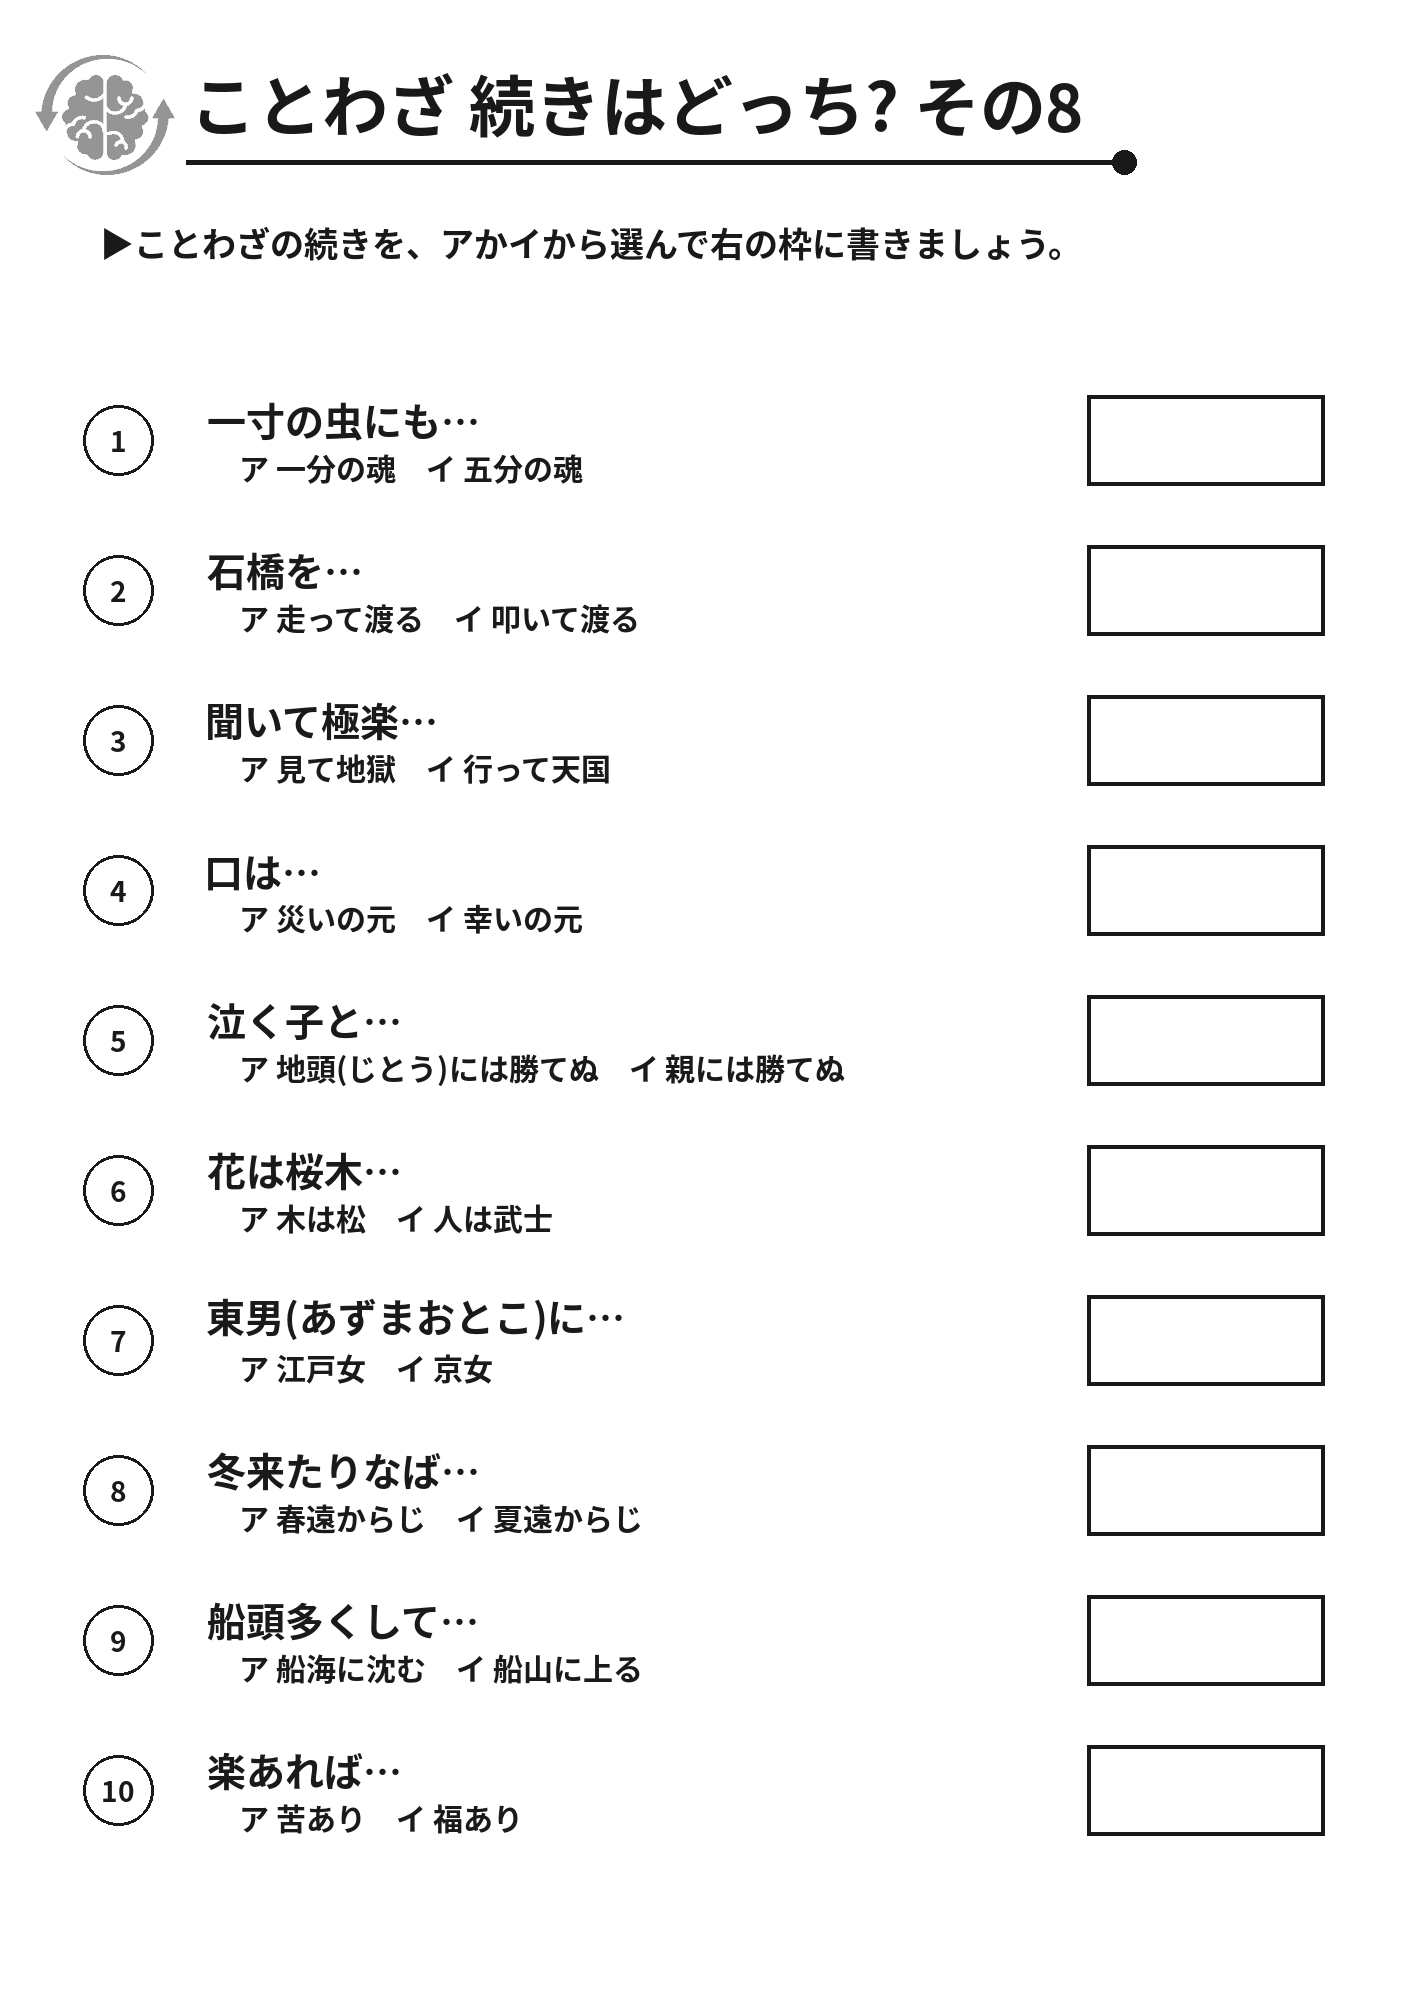 ことわざ 続きはどっち? その8
▶ことわざの続きを、アかイから選んで右の枠に書きましょう。
1 一寸の虫にも…
ア 一分の魂　イ 五分の魂
2 石橋を…
ア 走って渡る　イ 叩いて渡る
3 聞いて極楽…
ア 見て地獄　イ 行って天国
4 口は…
ア 災いの元　イ 幸いの元
5 泣く子と…
ア 地頭(じとう)には勝てぬ　イ 親には勝てぬ
6 花は桜木…
ア 木は松　イ 人は武士
7 東男(あずまおとこ)に…
ア 江戸女　イ 京女
8 冬来たりなば…
ア 春遠からじ　イ 夏遠からじ
9 船頭多くして…
ア 船海に沈む　イ 船山に上る
10 楽あれば…
ア 苦あり　イ 福あり